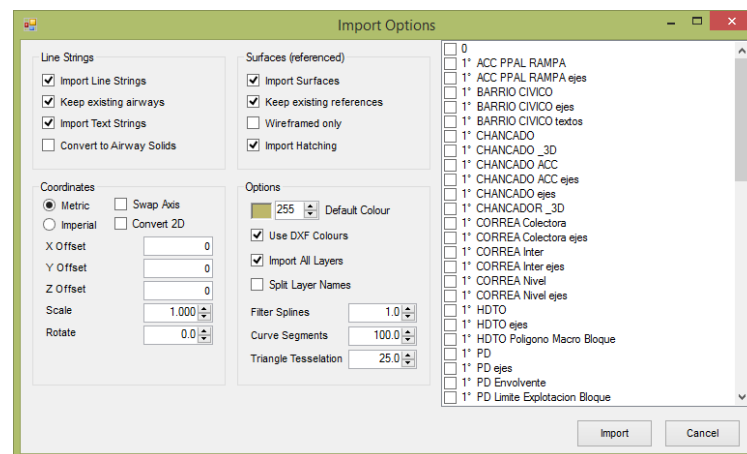 Import Options
Line Strings
Import Line Strings
Keep existing airways
Import Text Strings
Convert to Airway Solids
Surfaces (referenced)
Import Surfaces
Keep existing references
Wireframed only
Import Hatching
Coordinates
Metric
Swap Axis
Imperial
Convert 2D
X Offset
0
Y Offset
0
Z Offset
0
Scale
1.000
Rotate
0.0
Options
255
Default Colour
Use DXF Colours
Import All Layers
Split Layer Names
Filter Splines
1.0
Curve Segments
100.0
Triangle Tesselation
25.0
0
1° ACC PPAL RAMPA
1° ACC PPAL RAMPA ejes
1° BARRIO CIVICO
1° BARRIO CIVICO ejes
1° BARRIO CIVICO textos
1° CHANCADO
1° CHANCADO _3D
1° CHANCADO ACC
1° CHANCADO ACC ejes
1° CHANCADO ejes
1° CHANCADOR _3D
1° CORREA Colectora
1° CORREA Colectora ejes
1° CORREA Inter
1° CORREA Inter ejes
1° CORREA Nivel
1° CORREA Nivel ejes
1° HDTO
1° HDTO ejes
1° HDTO Poligono Macro Bloque
1° PD
1° PD ejes
1° PD Envolvente
1° PD Limite Explotacion Bloque
Import
Cancel